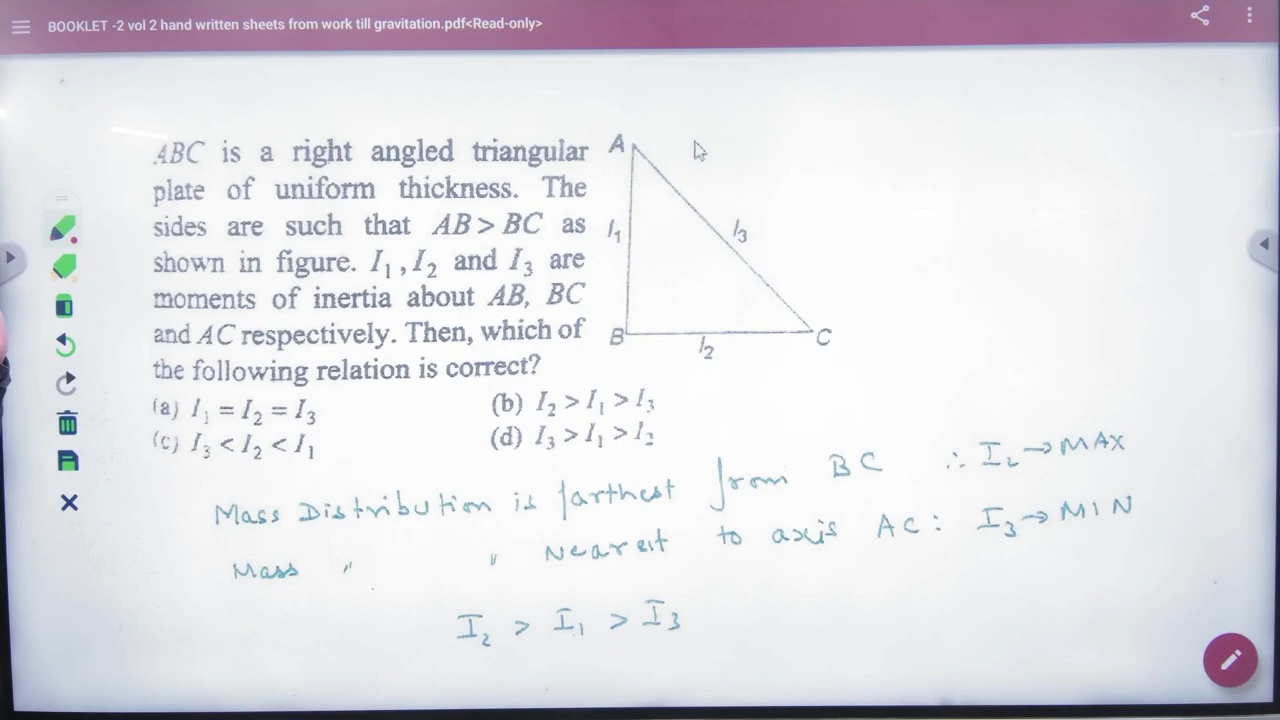 BOOKLET -2 vol 2 hand written sheets from work till gravitation.pdf<Read-only>
ABC is a right angled triangular
plate of uniform thickness. The
sides are such that AB > BC as
shown in figure. I₁, I₂ and I₃ are
moments of inertia about AB, BC
and AC respectively. Then, which of
the following relation is correct?
A
I₁
I₃
B
I₂
C
(a) I₁ = I₂ = I₃ (b) I₂ > I₁ > I₃
(c) I₃ < I₂ < I₁ (d) I₃ > I₁ > I₂
Mass Distribution is farthest from BC ∴ I₂ → MAX
Mass " " Nearest to axis AC : I₃ → MIN
I₂ > I₁ > I₃